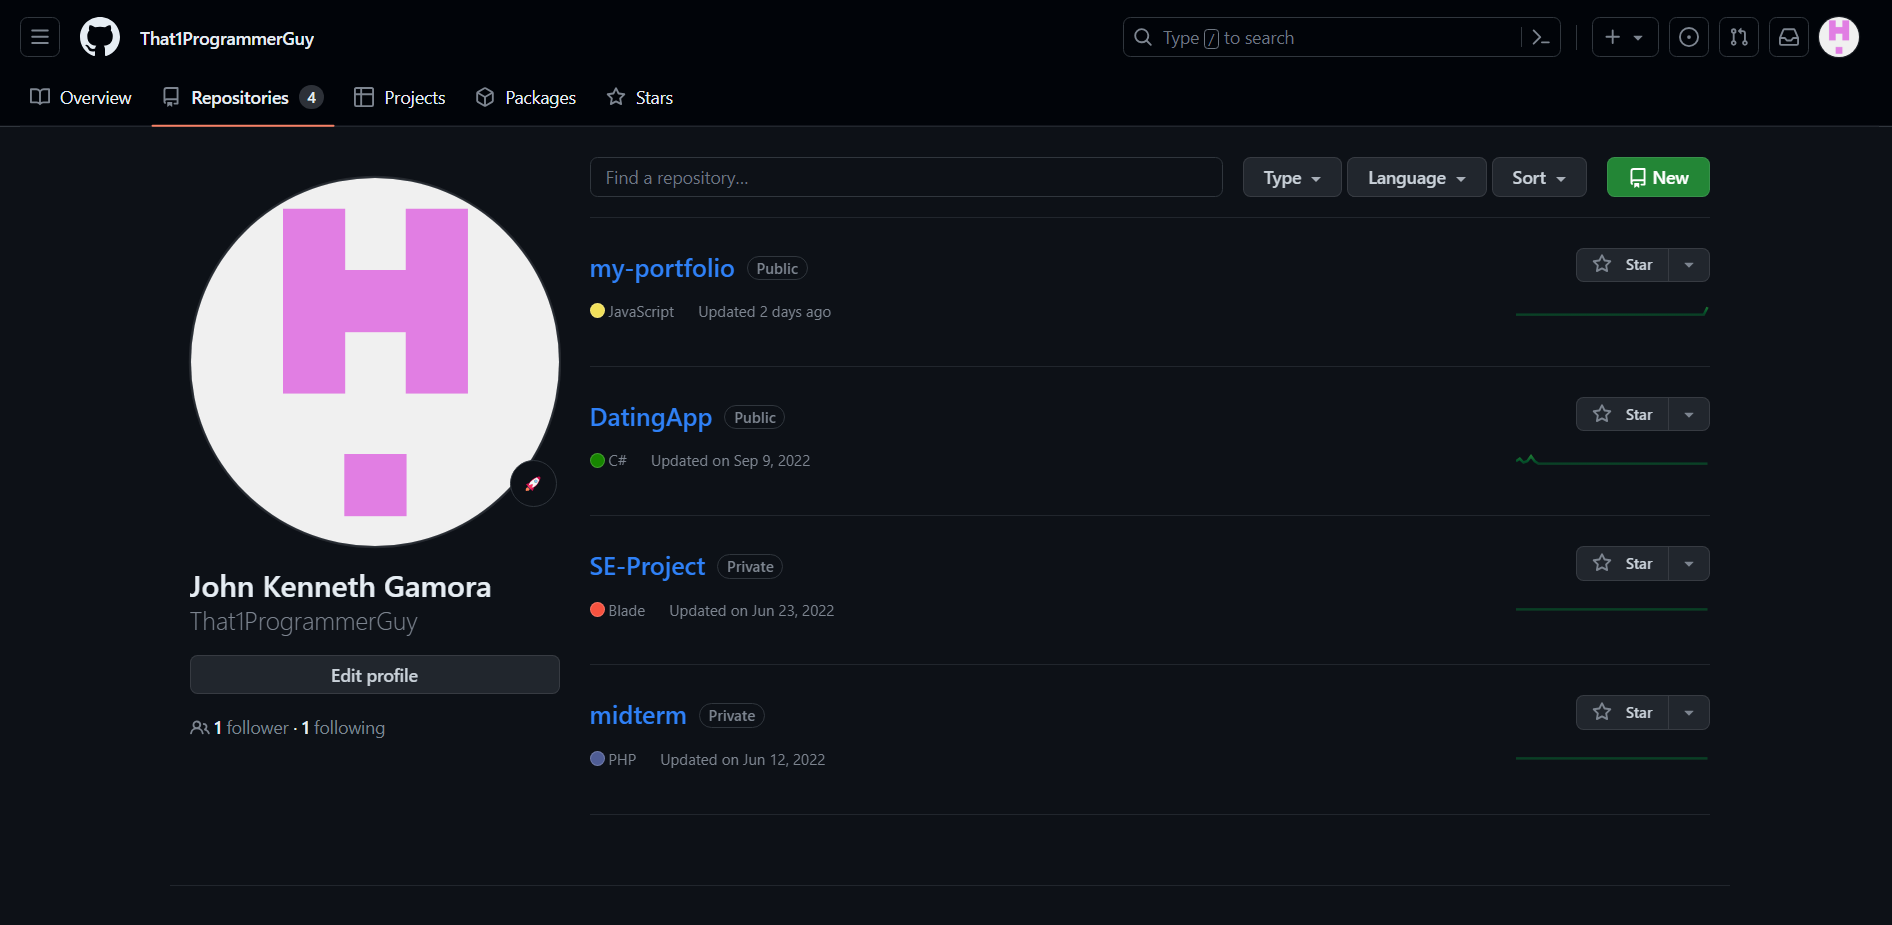 That1ProgrammerGuy
Type / to search
Overview
Repositories 4
Projects
Packages
Stars
Find a repository...
Type
Language
Sort
New
my-portfolio Public
Star
JavaScript Updated 2 days ago
DatingApp Public
Star
C# Updated on Sep 9, 2022
SE-Project Private
Star
Blade Updated on Jun 23, 2022
midterm Private
Star
PHP Updated on Jun 12, 2022
John Kenneth Gamora
That1ProgrammerGuy
Edit profile
1 follower · 1 following